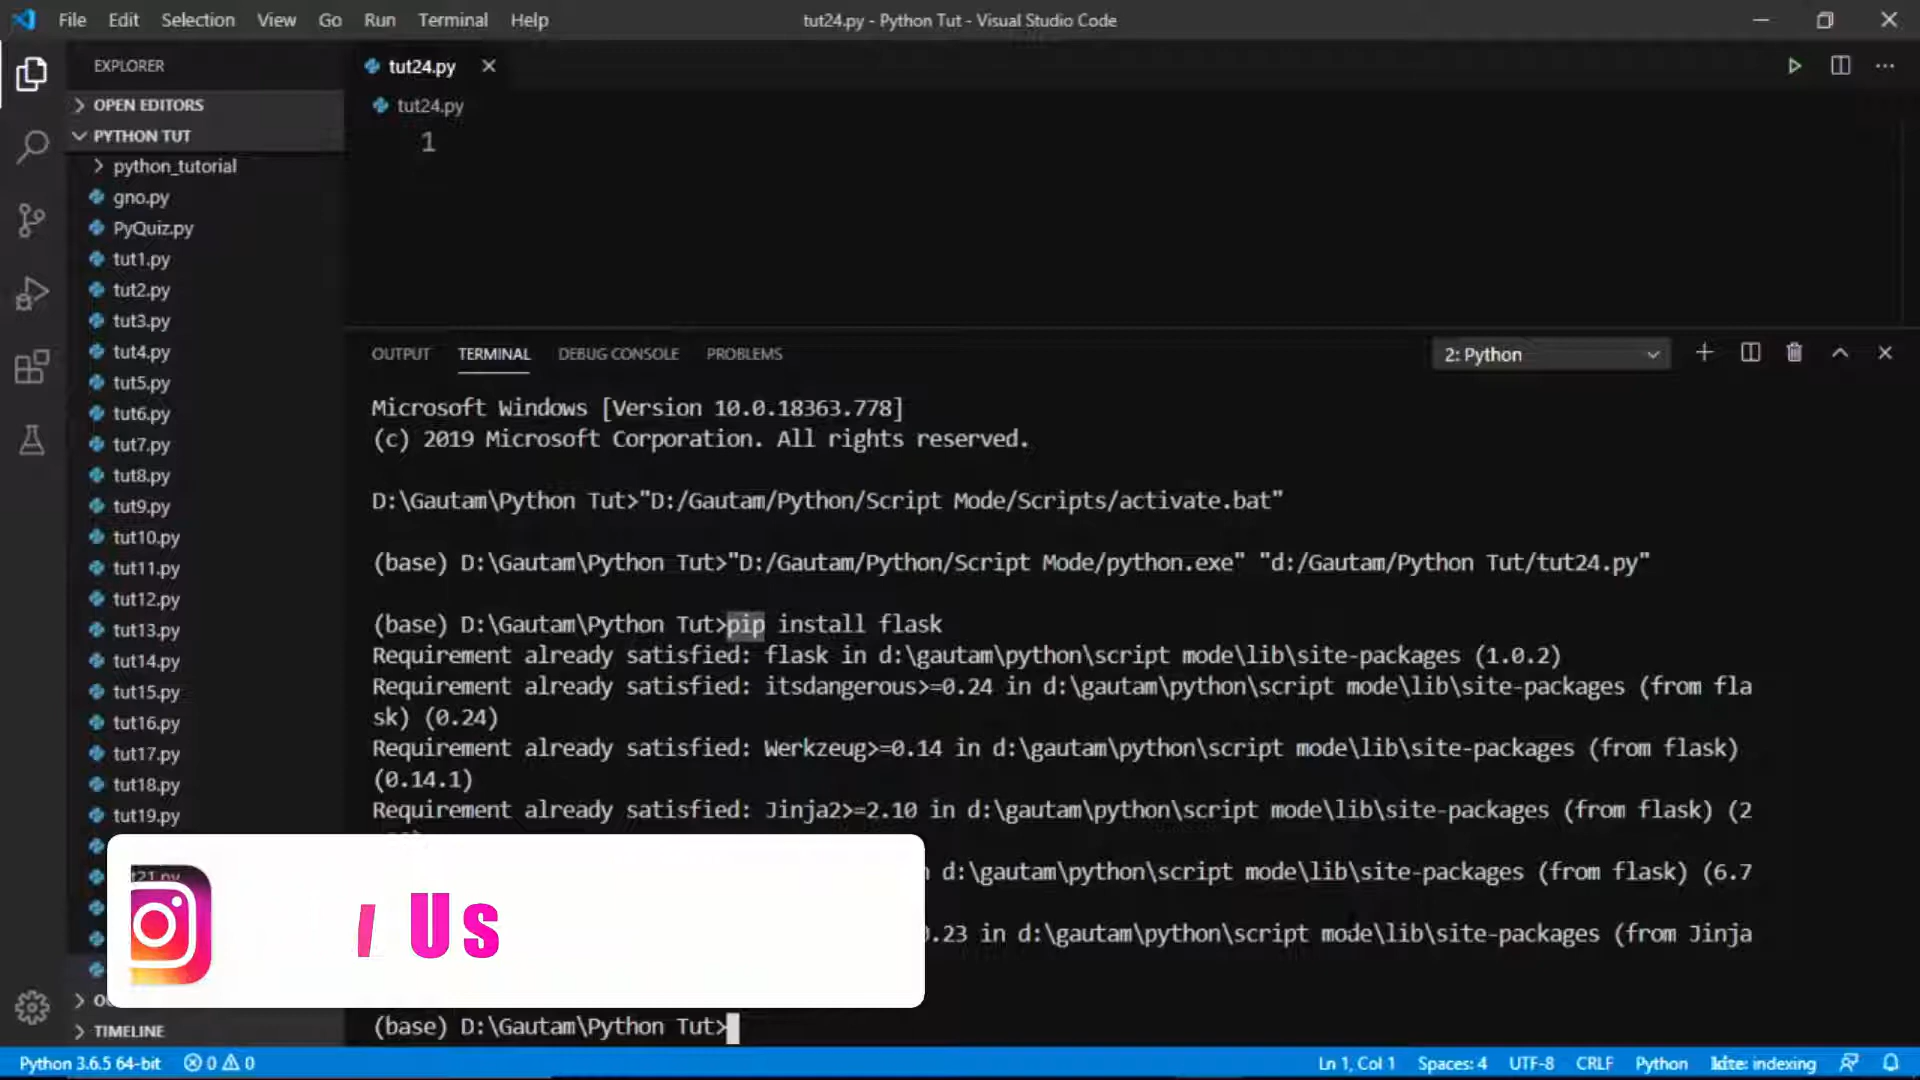 File Edit Selection View Go Run Terminal Help
tut24.py - Python Tut - Visual Studio Code
EXPLORER
OPEN EDITORS
PYTHON TUT
python_tutorial
gno.py
PyQuiz.py
tut1.py
tut2.py
tut3.py
tut4.py
tut5.py
tut6.py
tut7.py
tut8.py
tut9.py
tut10.py
tut11.py
tut12.py
tut13.py
tut14.py
tut15.py
tut16.py
tut17.py
tut18.py
tut19.py
TIMELINE
tut24.py
tut24.py
1
OUTPUT TERMINAL DEBUG CONSOLE PROBLEMS
2: Python
Microsoft Windows [Version 10.0.18363.778]
(c) 2019 Microsoft Corporation. All rights reserved.
D:\Gautam\Python Tut>"D:/Gautam/Python/Script Mode/Scripts/activate.bat"
(base) D:\Gautam\Python Tut>"D:/Gautam/Python/Script Mode/python.exe" "d:/Gautam/Python Tut/tut24.py"
(base) D:\Gautam\Python Tut>pip install flask
Requirement already satisfied: flask in d:\gautam\python\script mode\lib\site-packages (1.0.2)
Requirement already satisfied: itsdangerous>=0.24 in d:\gautam\python\script mode\lib\site-packages (from fla
sk) (0.24)
Requirement already satisfied: Werkzeug>=0.14 in d:\gautam\python\script mode\lib\site-packages (from flask)
(0.14.1)
Requirement already satisfied: Jinja2>=2.10 in d:\gautam\python\script mode\lib\site-packages (from flask) (2
d:\gautam\python\script mode\lib\site-packages (from flask) (6.7
.23 in d:\gautam\python\script mode\lib\site-packages (from Jinja
(base) D:\Gautam\Python Tut>
Us
Python 3.6.5 64-bit 0 0
Ln 1, Col 1 Spaces: 4 UTF-8 CRLF Python kite: indexing